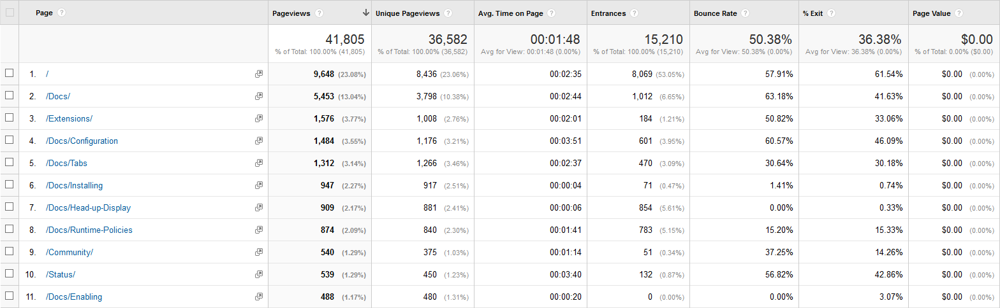 Page ? Pageviews ? Unique Pageviews ? Avg. Time on Page ? Entrances ? Bounce Rate ? % Exit ? Page Value ?
41,805 36,582 00:01:48 15,210 50.38% 36.38% $0.00
% of Total: 100.00% (41,805) % of Total: 100.00% (36,582) Avg for View: 00:01:48 (0.00%) % of Total: 100.00% (15,210) Avg for View: 50.38% (0.00%) Avg for View: 36.38% (0.00%) % of Total: 0.00% ($0.00)
1. / 9,648 (23.08%) 8,436 (23.06%) 00:02:35 8,069 (53.05%) 57.91% 61.54% $0.00 (0.00%)
2. /Docs/ 5,453 (13.04%) 3,798 (10.38%) 00:02:44 1,012 (6.65%) 63.18% 41.63% $0.00 (0.00%)
3. /Extensions/ 1,576 (3.77%) 1,008 (2.76%) 00:02:01 184 (1.21%) 50.82% 33.06% $0.00 (0.00%)
4. /Docs/Configuration 1,484 (3.55%) 1,176 (3.21%) 00:03:51 601 (3.95%) 60.57% 46.09% $0.00 (0.00%)
5. /Docs/Tabs 1,312 (3.14%) 1,266 (3.46%) 00:02:37 470 (3.09%) 30.64% 30.18% $0.00 (0.00%)
6. /Docs/Installing 947 (2.27%) 917 (2.51%) 00:00:04 71 (0.47%) 1.41% 0.74% $0.00 (0.00%)
7. /Docs/Head-up-Display 909 (2.17%) 881 (2.41%) 00:00:06 854 (5.61%) 0.00% 0.33% $0.00 (0.00%)
8. /Docs/Runtime-Policies 874 (2.09%) 840 (2.30%) 00:01:41 783 (5.15%) 15.20% 15.33% $0.00 (0.00%)
9. /Community/ 540 (1.29%) 375 (1.03%) 00:01:14 51 (0.34%) 37.25% 14.26% $0.00 (0.00%)
10. /Status/ 539 (1.29%) 450 (1.23%) 00:03:40 132 (0.87%) 56.82% 42.86% $0.00 (0.00%)
11. /Docs/Enabling 488 (1.17%) 480 (1.31%) 00:00:20 0 (0.00%) 0.00% 3.07% $0.00 (0.00%)